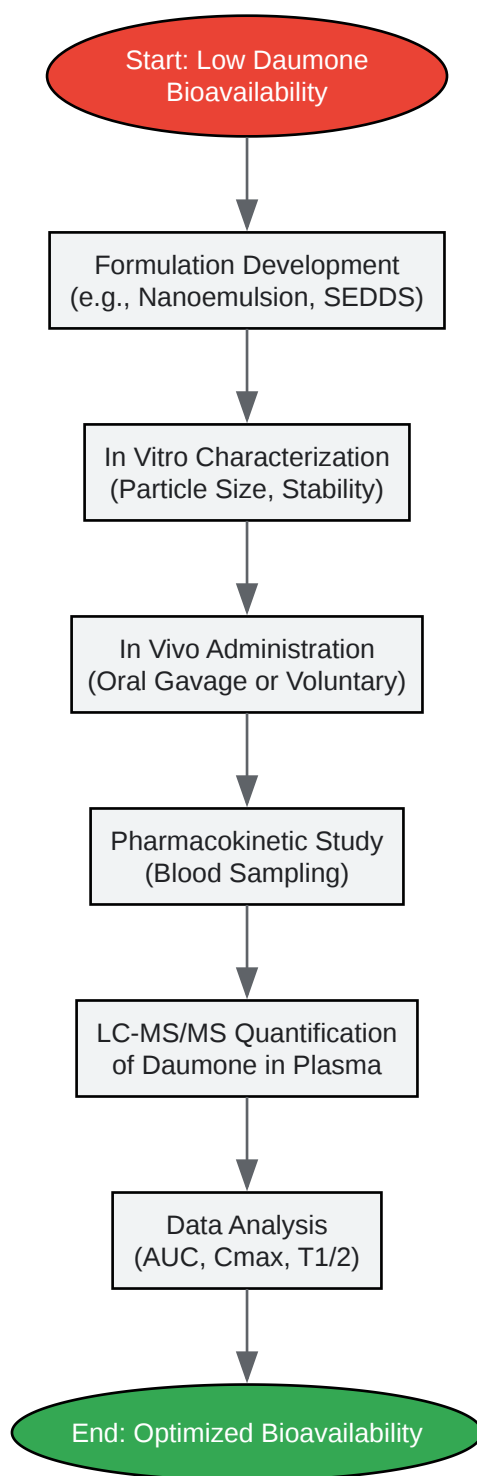 Start: Low Daumone
Bioavailability
Formulation Development
(e.g., Nanoemulsion, SEDDS)
In Vitro Characterization
(Particle Size, Stability)
In Vivo Administration
(Oral Gavage or Voluntary)
Pharmacokinetic Study
(Blood Sampling)
LC-MS/MS Quantification
of Daumone in Plasma
Data Analysis
(AUC, Cmax, T1/2)
End: Optimized Bioavailability